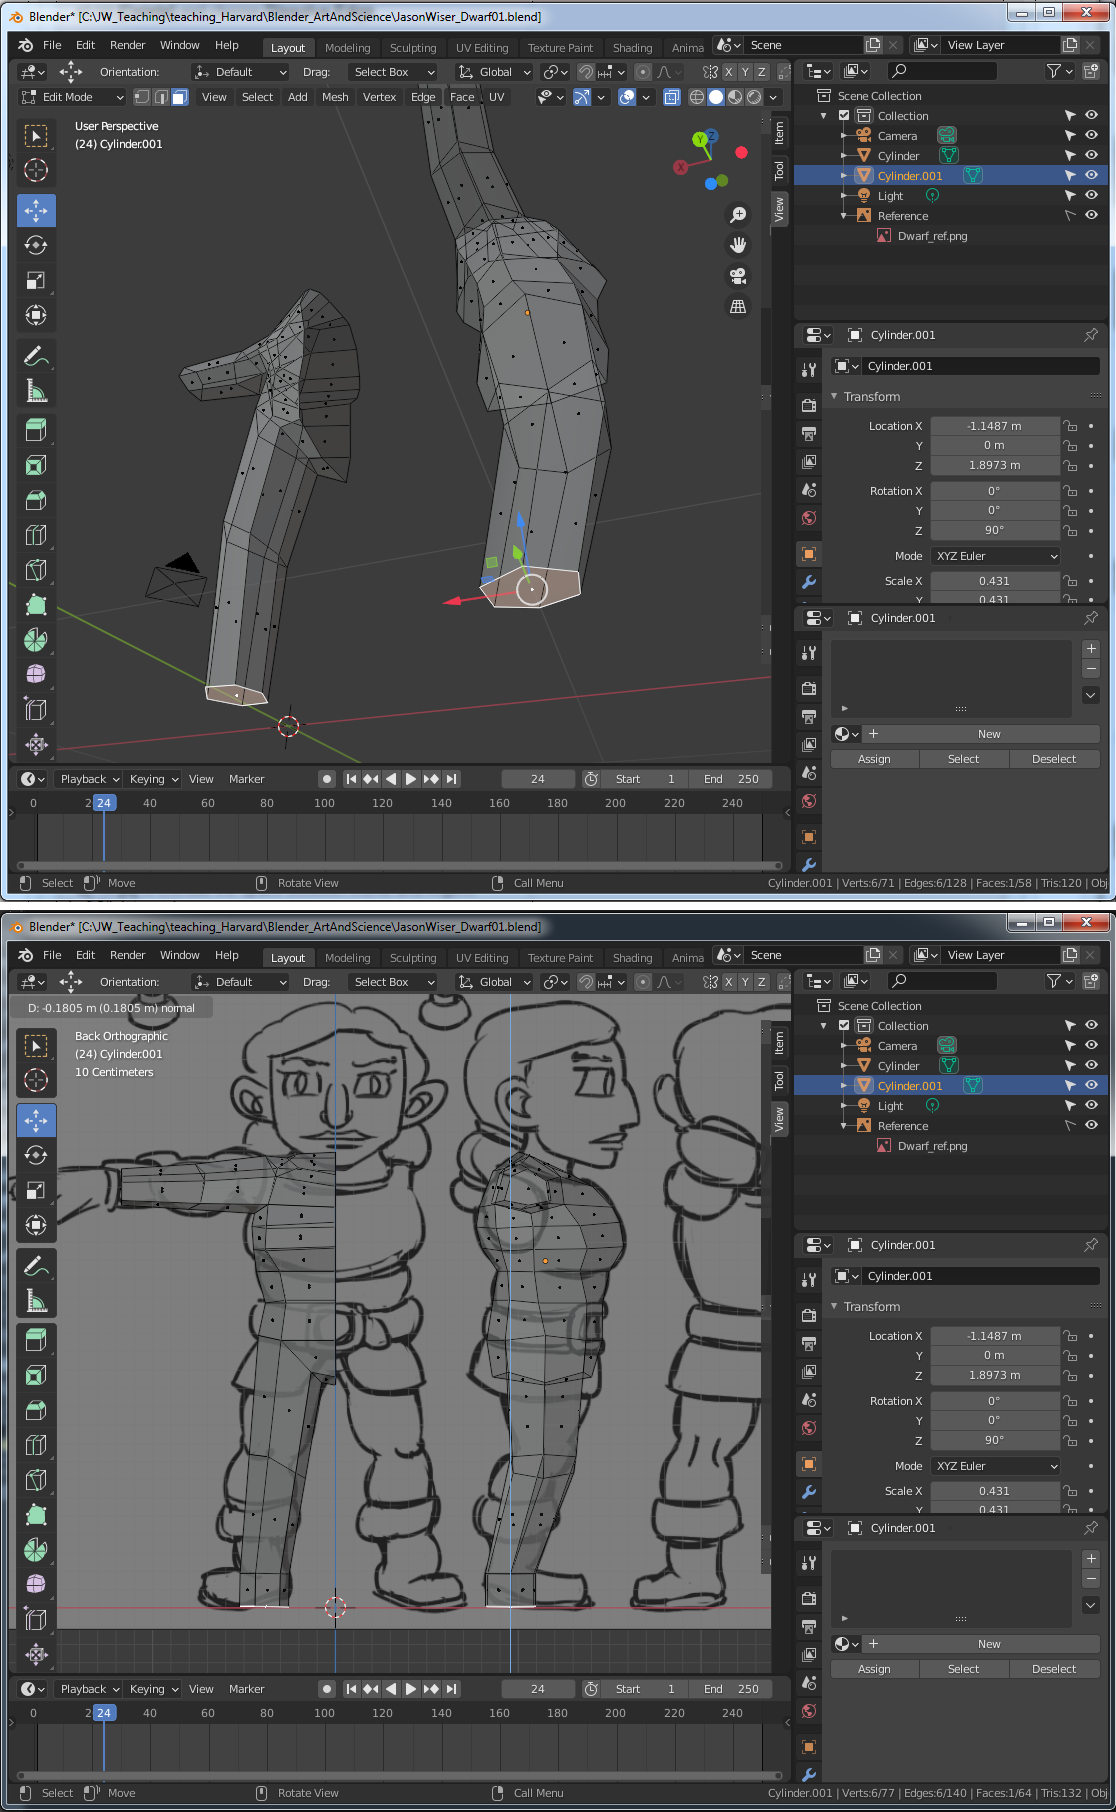 Blender* [C:\JW_Teaching\teaching_Harvard\Blender_ArtAndScience\JasonWiser_Dwarf01.blend]
File Edit Render Window Help Layout Modeling Sculpting UV Editing Texture Paint Shading Anima Scene View Layer
Orientation: Default Drag: Select Box Global X Y Z
Edit Mode View Select Add Mesh Vertex Edge Face UV
User Perspective
(24) Cylinder.001
Item
Tool
View
Scene Collection
Collection
Camera
Cylinder
Cylinder.001
Light
Reference
Dwarf_ref.png
Cylinder.001
Cylinder.001
Transform
Location X -1.1487 m
Y 0 m
Z 1.8973 m
Rotation X 0°
Y 0°
Z 90°
Mode XYZ Euler
Scale X 0.431
Y 0.431
Cylinder.001
New
Assign Select Deselect
Playback Keying View Marker 24 Start 1 End 250
0 2 24 40 60 80 100 120 140 160 180 200 220 240
Select Move Rotate View Call Menu Cylinder.001 | Verts:6/71 | Edges:6/128 | Faces:1/58 | Tris:120 | Obj
Blender* [C:\JW_Teaching\teaching_Harvard\Blender_ArtAndScience\JasonWiser_Dwarf01.blend]
File Edit Render Window Help Layout Modeling Sculpting UV Editing Texture Paint Shading Anima Scene View Layer
Orientation: Default Drag: Select Box Global X Y Z
D: -0.1805 m (0.1805 m) normal
Back Orthographic
(24) Cylinder.001
10 Centimeters
Item
Tool
View
Scene Collection
Collection
Camera
Cylinder
Cylinder.001
Light
Reference
Dwarf_ref.png
Cylinder.001
Cylinder.001
Transform
Location X -1.1487 m
Y 0 m
Z 1.8973 m
Rotation X 0°
Y 0°
Z 90°
Mode XYZ Euler
Scale X 0.431
Y 0.431
Cylinder.001
New
Assign Select Deselect
Playback Keying View Marker 24 Start 1 End 250
0 2 24 40 60 80 100 120 140 160 180 200 220 240
Select Move Rotate View Call Menu Cylinder.001 | Verts:6/77 | Edges:6/140 | Faces:1/64 | Tris:132 | Obj